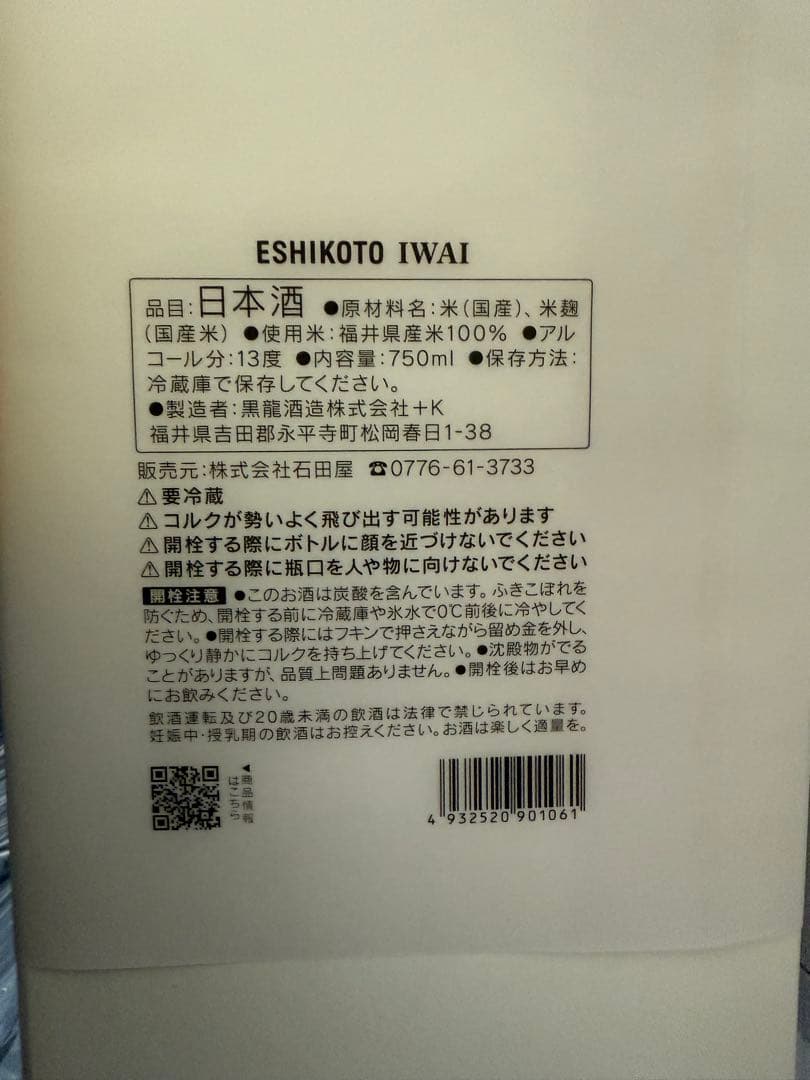 ESHIKOTO IWAI
品目:日本酒 ●原材料名:米(国産)、米麹
(国産米) ●使用米:福井県産米100% ●アル
コール分:13度 ●内容量:750ml ●保存方法:
冷蔵庫で保存してください。
●製造者:黒龍酒造株式会社+K
福井県吉田郡永平寺町松岡春日1-38
販売元:株式会社石田屋 ☎0776-61-3733
⚠要冷蔵
⚠コルクが勢いよく飛び出す可能性があります
⚠開栓する際にボトルに顔を近づけないでください
⚠開栓する際に瓶口を人や物に向けないでください
開栓注意 ●このお酒は炭酸を含んでいます。ふきこぼれを
防ぐため、開栓する前に冷蔵庫や氷水で0℃前後に冷やしてく
ださい。●開栓する際にはフキンで押さえながら留め金を外し、
ゆっくり静かにコルクを持ち上げてください。●沈殿物がでる
ことがありますが、品質上問題ありません。●開栓後はお早め
にお飲みください。
飲酒運転及び20歳未満の飲酒は法律で禁じられています。
妊娠中・授乳期の飲酒はお控えください。お酒は楽しく適量を。
◀商品情報
はこちら
4 932520 901061